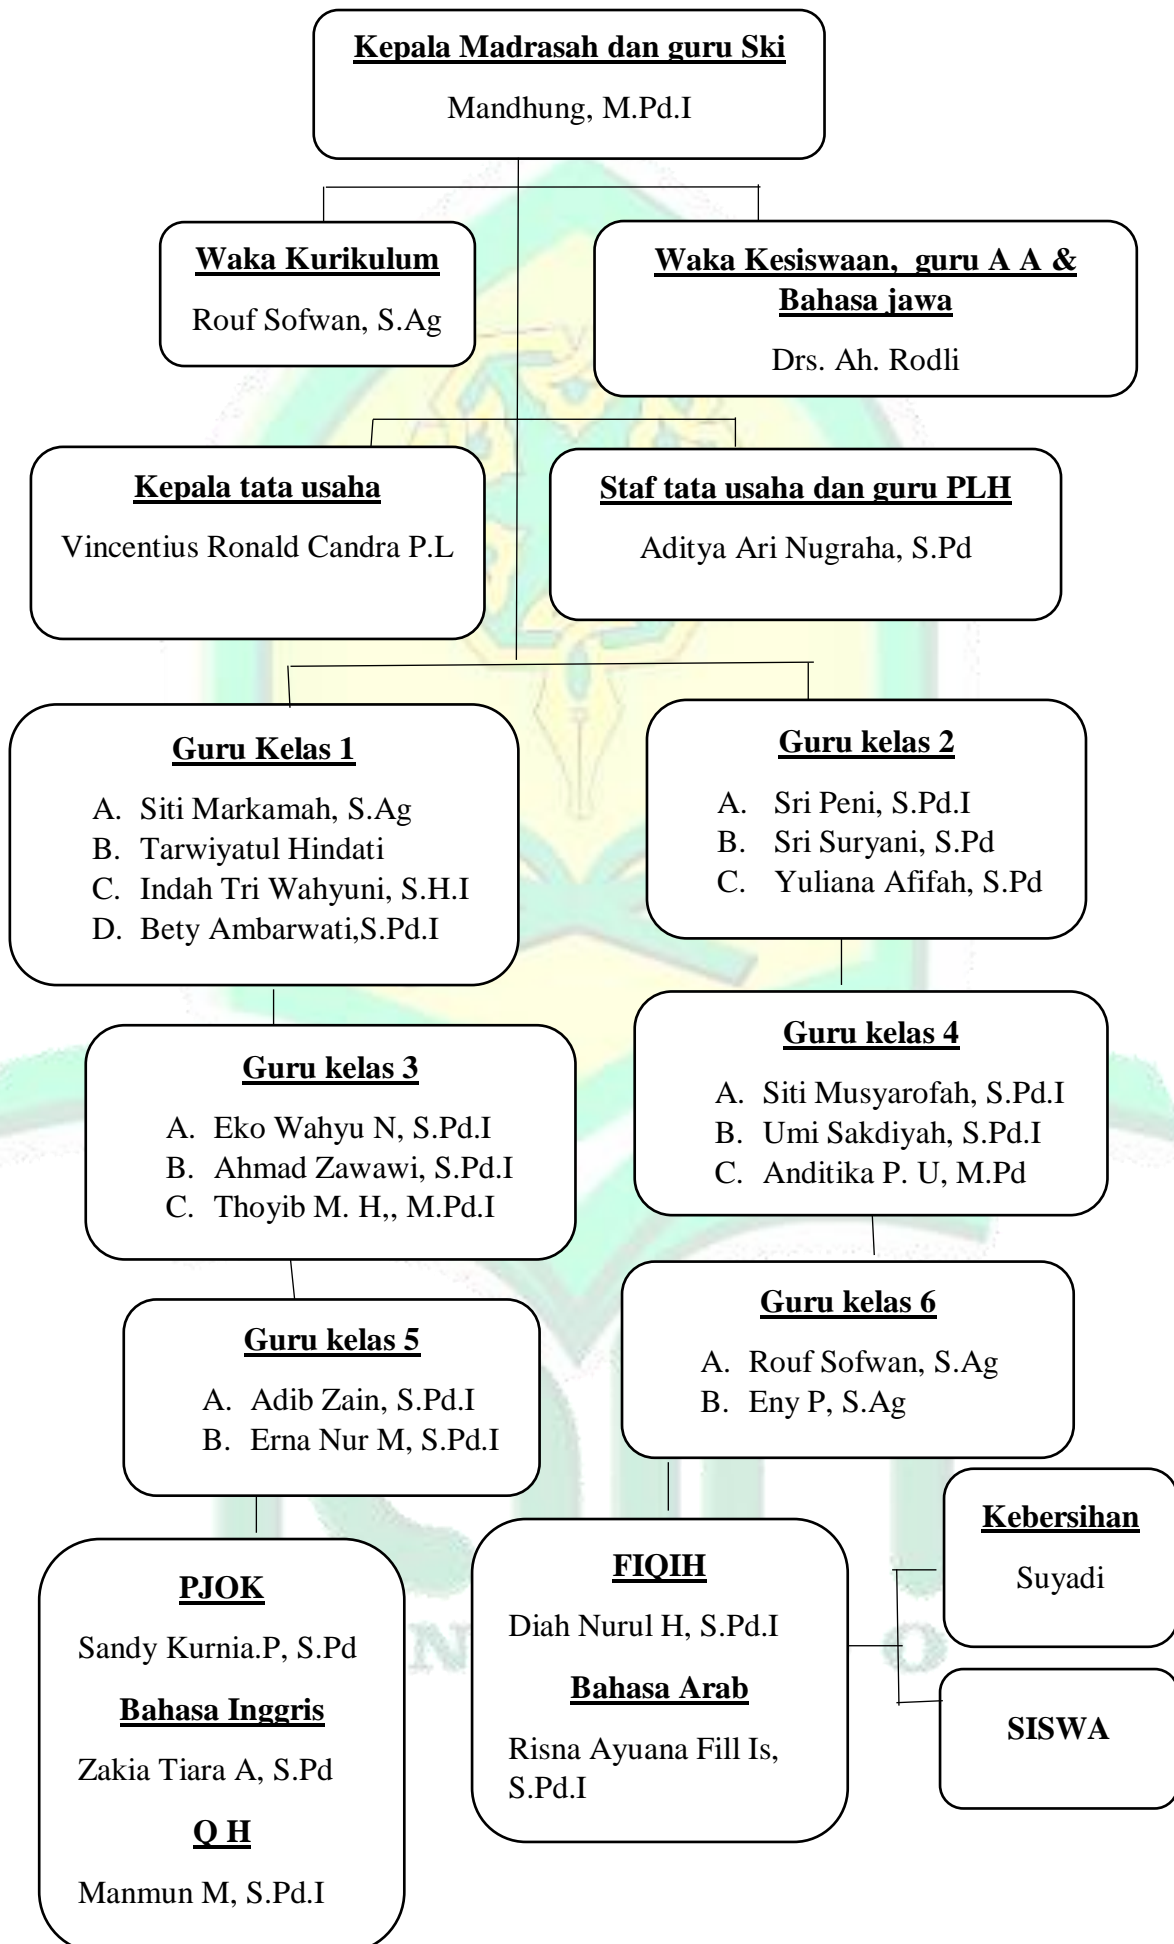 Kepala Madrasah dan guru Ski
Mandhung, M.Pd.I
Waka Kurikulum
Rouf Sofwan, S.Ag
Waka Kesiswaan, guru A A &
Bahasa jawa
Drs. Ah. Rodli
Kepala tata usaha
Vincentius Ronald Candra P.L
Staf tata usaha dan guru PLH
Aditya Ari Nugraha, S.Pd
Guru Kelas 1
A. Siti Markamah, S.Ag
B. Tarwiyatul Hindati
C. Indah Tri Wahyuni, S.H.I
D. Bety Ambarwati,S.Pd.I
Guru kelas 2
A. Sri Peni, S.Pd.I
B. Sri Suryani, S.Pd
C. Yuliana Afifah, S.Pd
Guru kelas 3
A. Eko Wahyu N, S.Pd.I
B. Ahmad Zawawi, S.Pd.I
C. Thoyib M. H,, M.Pd.I
Guru kelas 4
A. Siti Musyarofah, S.Pd.I
B. Umi Sakdiyah, S.Pd.I
C. Anditika P. U, M.Pd
Guru kelas 5
A. Adib Zain, S.Pd.I
B. Erna Nur M, S.Pd.I
Guru kelas 6
A. Rouf Sofwan, S.Ag
B. Eny P, S.Ag
PJOK
Sandy Kurnia.P, S.Pd
Bahasa Inggris
Zakia Tiara A, S.Pd
Q H
Manmun M, S.Pd.I
FIQIH
Diah Nurul H, S.Pd.I
Bahasa Arab
Risna Ayuana Fill Is,
S.Pd.I
Kebersihan
Suyadi
SISWA